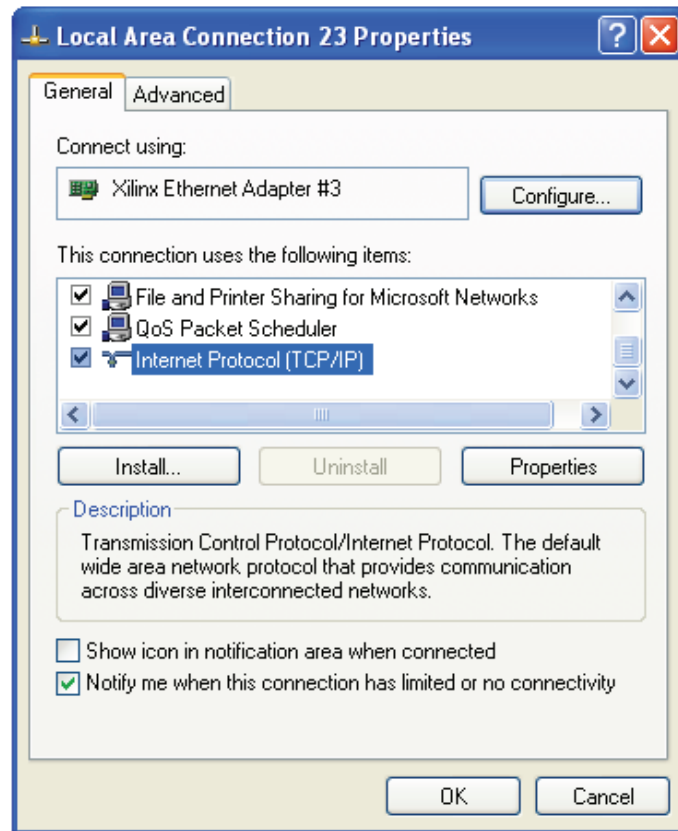 Local Area Connection 23 Properties
General Advanced
Connect using:
Xilinx Ethernet Adapter #3
Configure...
This connection uses the following items:
File and Printer Sharing for Microsoft Networks
QoS Packet Scheduler
Internet Protocol (TCP/IP)
Install... Uninstall Properties
Description
Transmission Control Protocol/Internet Protocol. The default
wide area network protocol that provides communication
across diverse interconnected networks.
Show icon in notification area when connected
Notify me when this connection has limited or no connectivity
OK Cancel